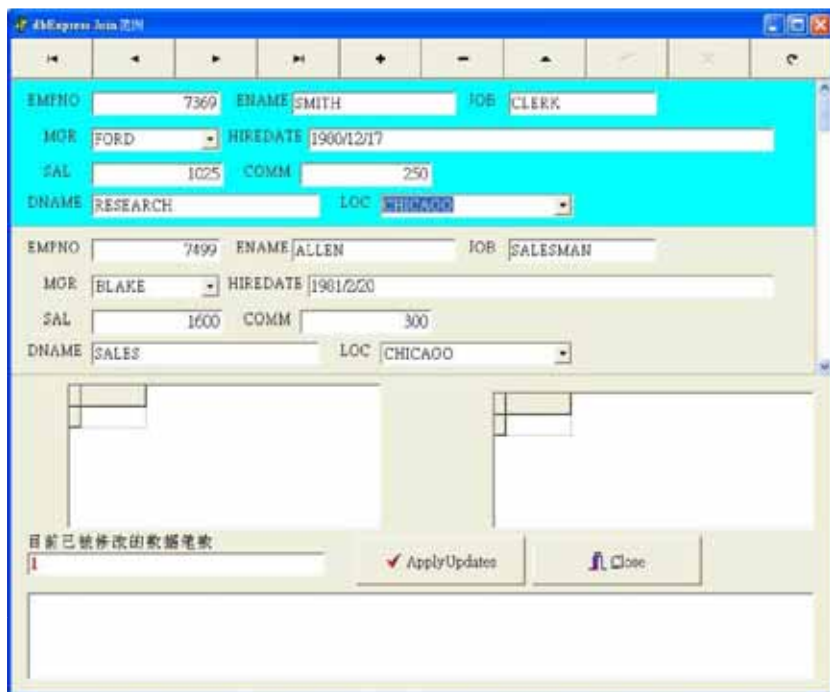 dbExpress Join 范例
EMPNO 7369 ENAME SMITH JOB CLERK
MGR FORD HIREDATE 1980/12/17
SAL 1025 COMM 250
DNAME RESEARCH LOC CHICAGO
EMPNO 7499 ENAME ALLEN JOB SALESMAN
MGR BLAKE HIREDATE 1981/2/20
SAL 1600 COMM 300
DNAME SALES LOC CHICAGO
目前已被修改的数据笔数
1
ApplyUpdates Close